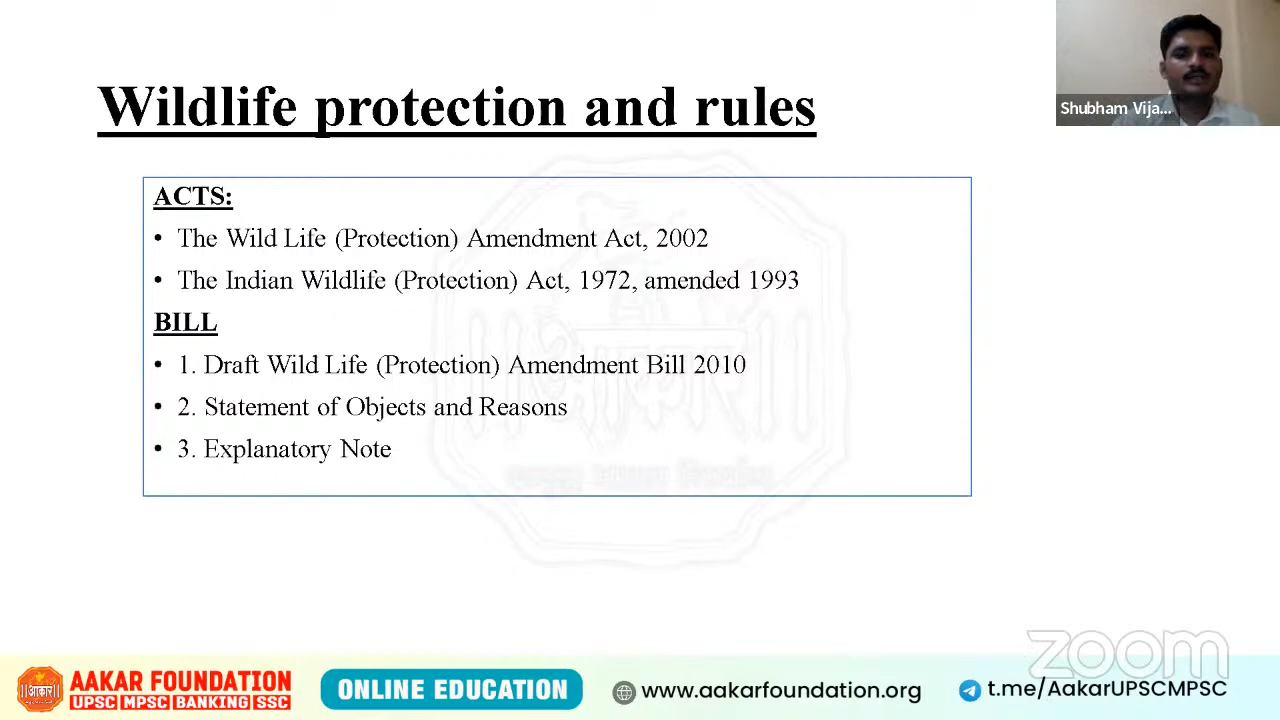 Wildlife protection and rules
Shubham Vija...
ACTS:
• The Wild Life (Protection) Amendment Act, 2002
• The Indian Wildlife (Protection) Act, 1972, amended 1993
BILL
• 1. Draft Wild Life (Protection) Amendment Bill 2010
• 2. Statement of Objects and Reasons
• 3. Explanatory Note
zoom
आकार
AAKAR FOUNDATION
UPSC MPSC BANKING SSC
ONLINE EDUCATION
www.aakarfoundation.org
t.me/AakarUPSCMPSC